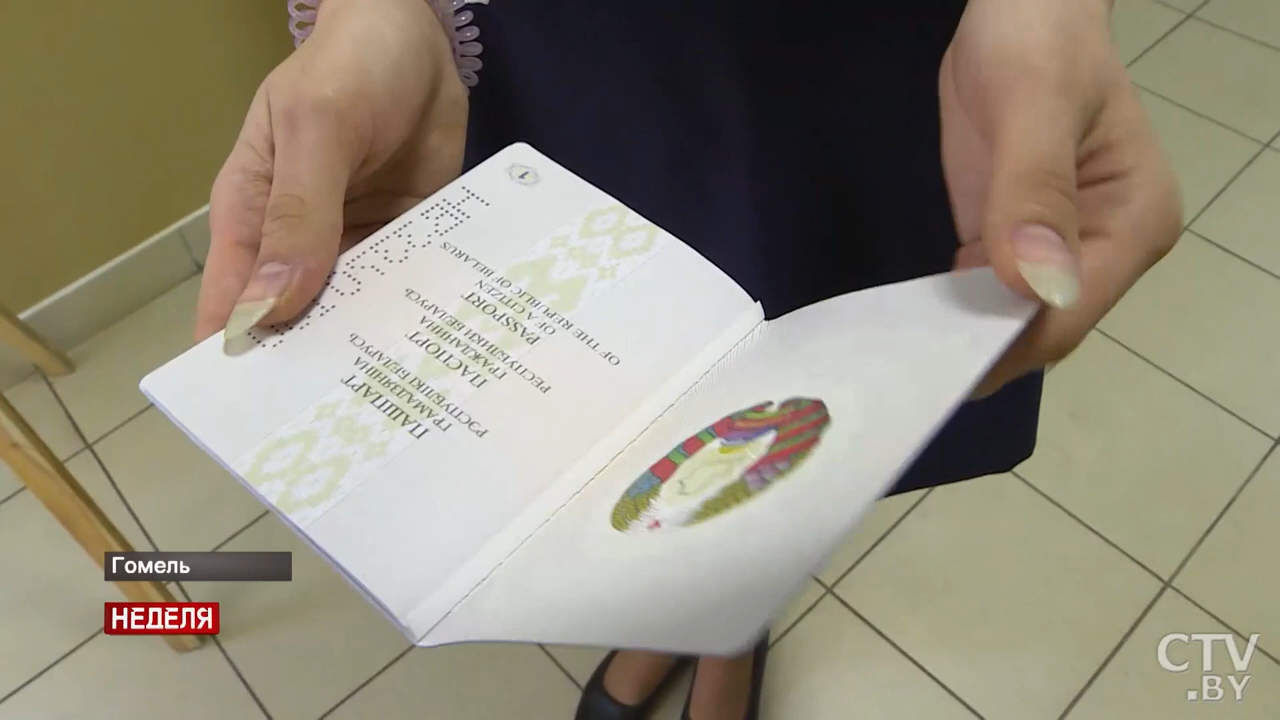 1
ПАШПАРТ
ГРАМАДЗЯНІНА
РЭСПУБЛІКІ БЕЛАРУСЬ
ПАСПОРТ
ГРАЖДАНИНА
РЕСПУБЛИКИ БЕЛАРУСЬ
PASSPORT
OF A CITIZEN
OF THE REPUBLIC OF BELARUS
Гомель
НЕДЕЛЯ
CTV
.BY